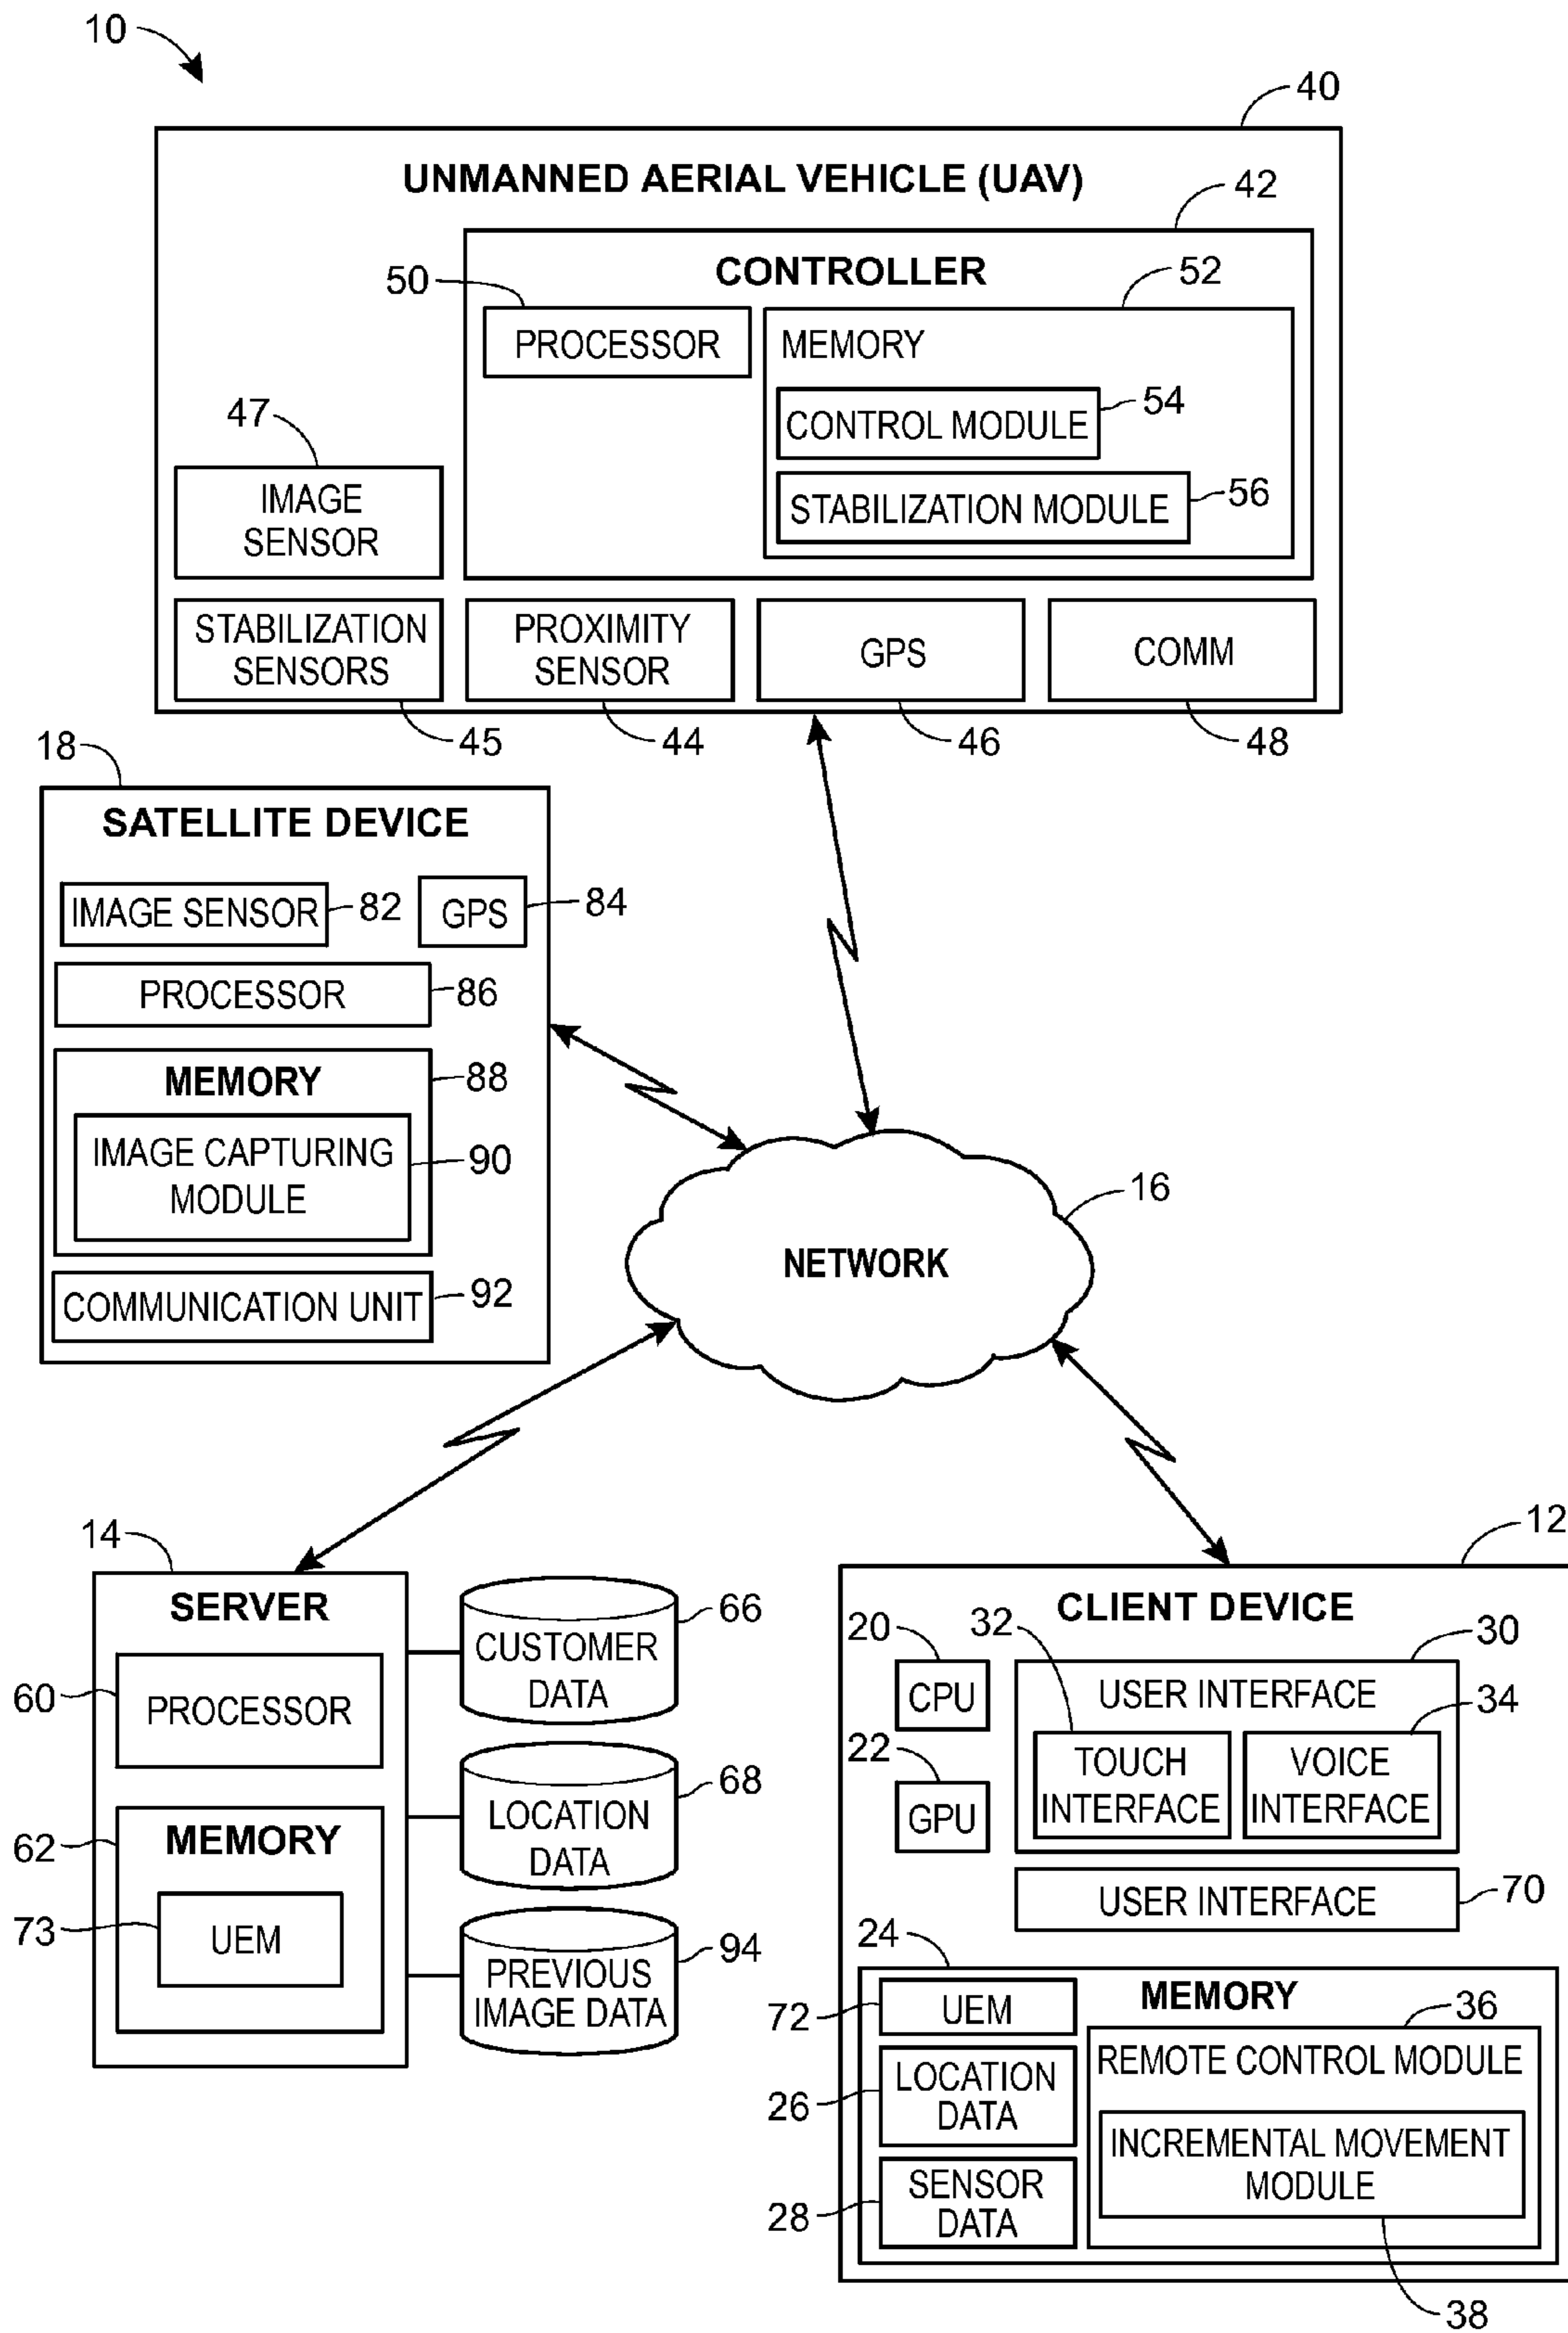 10
40
UNMANNED AERIAL VEHICLE (UAV)
42
CONTROLLER
50
52
PROCESSOR
MEMORY
CONTROL MODULE
54
STABILIZATION MODULE
56
47
IMAGE
SENSOR
STABILIZATION
SENSORS
PROXIMITY
SENSOR
GPS
COMM
45
44
46
48
18
SATELLITE DEVICE
IMAGE SENSOR
82
GPS
84
PROCESSOR
86
MEMORY
88
IMAGE CAPTURING
MODULE
90
COMMUNICATION UNIT
92
16
NETWORK
14
SERVER
60
PROCESSOR
62
MEMORY
73
UEM
CUSTOMER
DATA
66
LOCATION
DATA
68
PREVIOUS
IMAGE DATA
94
12
CLIENT DEVICE
20
CPU
22
GPU
32
30
USER INTERFACE
34
TOUCH
INTERFACE
VOICE
INTERFACE
USER INTERFACE
70
24
MEMORY
72
UEM
36
REMOTE CONTROL MODULE
26
LOCATION
DATA
INCREMENTAL MOVEMENT
MODULE
28
SENSOR
DATA
38